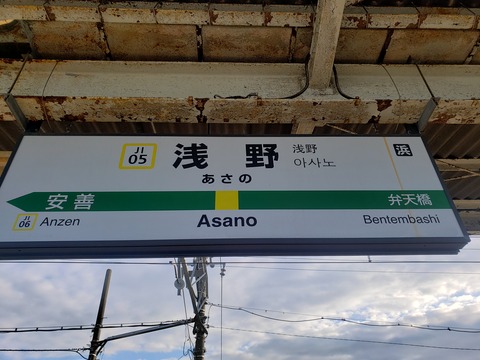 JI
05
浅野
浅野
아사노
浜
あさの
安善
弁天橋
JI
06
Anzen
Asano
Bentembashi